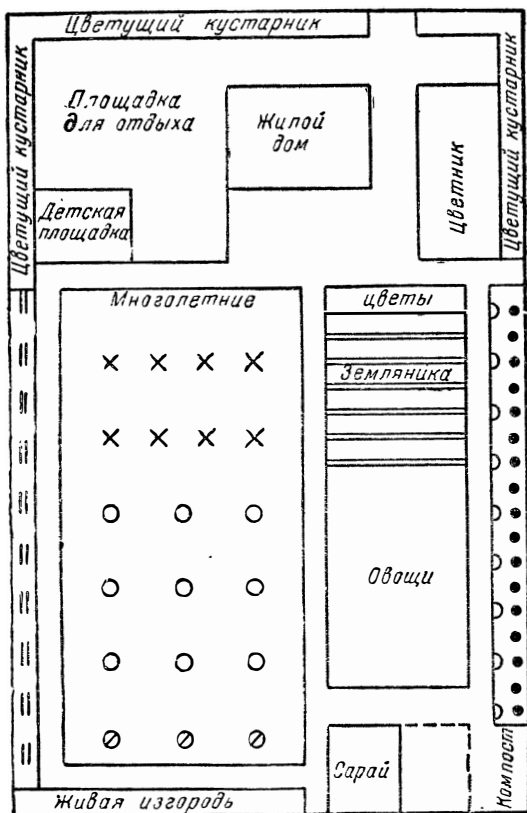 Цветущий кустарник
Цветущий кустарник
Цветущий кустарник
Площадка
для отдыха
Жилой
дом
Цветник
Детская
площадка
Многолетние
цветы
Земляника
Овощи
Сарай
Компост
Живая изгородь